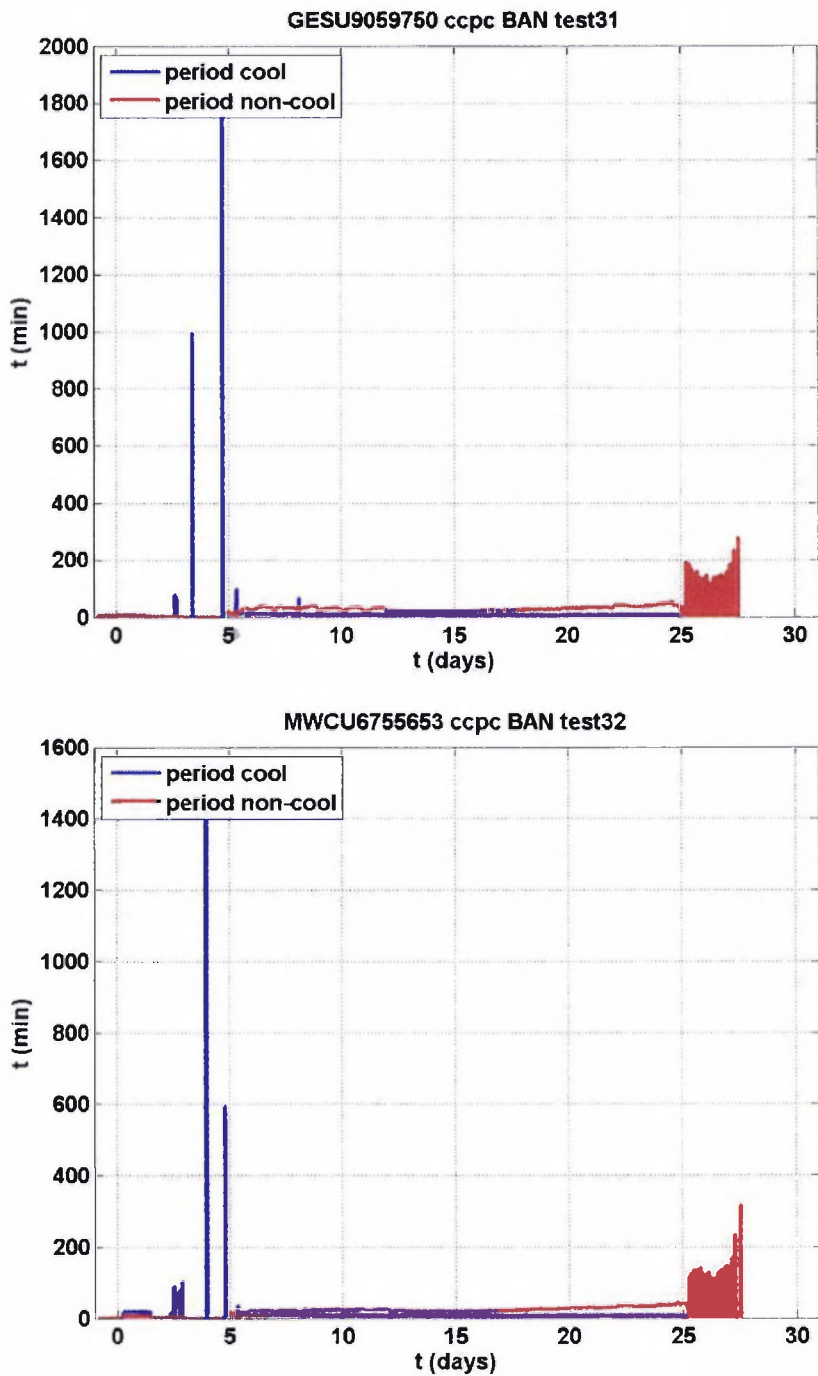 GESU9059750 ccpc BAN test31
2000
1800
1600
1400
1200
1000
800
600
400
200
0
t (min)
period cool
period non-cool
0 5 10 15 20 25 30
t (days)
MWCU6755653 ccpc BAN test32
1600
1400
1200
1000
800
600
400
200
0
t (min)
period cool
period non-cool
0 5 10 15 20 25 30
t (days)